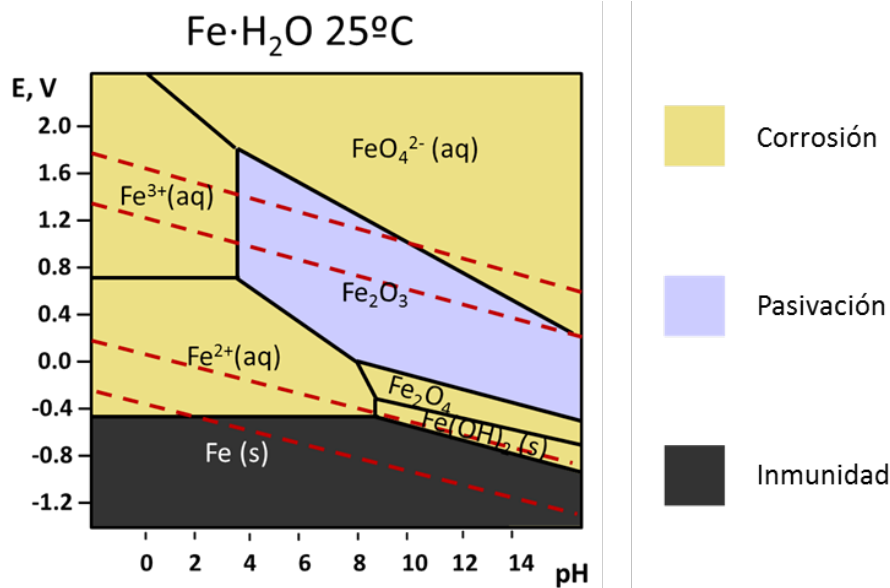 Fe·H₂O 25ºC
E, V
2.0
1.6
1.2
0.8
0.4
0.0
-0.4
-0.8
-1.2
FeO₄²⁻ (aq)
Fe³⁺(aq)
Fe₂O₃
Fe²⁺(aq)
Fe₂O₄
Fe(OH)₂ (s)
Fe (s)
0 2 4 6 8 10 12 14
pH
Corrosión
Pasivación
Inmunidad